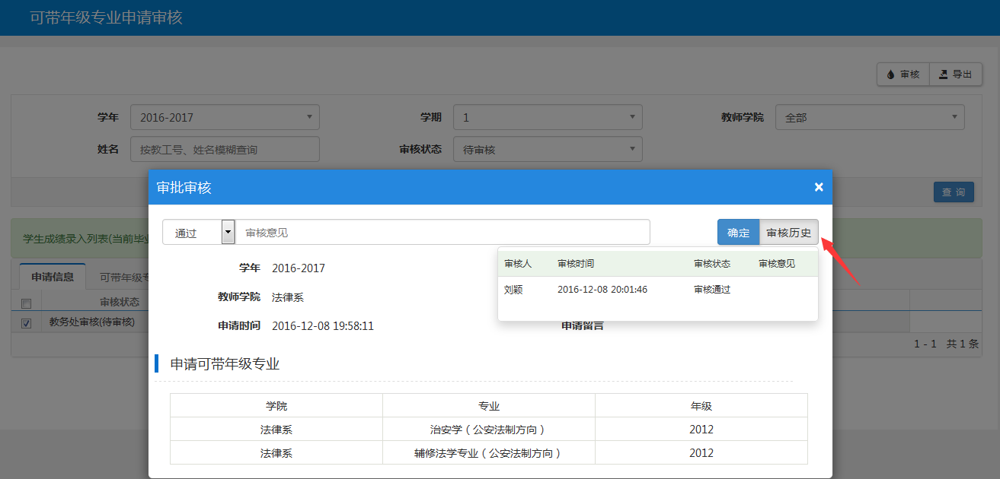 可带年级专业申请审核
审核 导出
学年 2016-2017 学期 1 教师学院 全部
姓名 按教工号、姓名模糊查询 审核状态 待审核
查 询
审批审核 ×
通过 审核意见 确定 审核历史
学生成绩录入列表(当前毕业
审核人 审核时间 审核状态 审核意见
学年 2016-2017
申请信息 可带年级专
刘颖 2016-12-08 20:01:46 审核通过
教师学院 法律系
审核状态
教务处审核(待审核)
申请时间 2016-12-08 19:58:11 申请留言
1 - 1 共 1 条
申请可带年级专业
学院 专业 年级
法律系 治安学（公安法制方向） 2012
法律系 辅修法学专业（公安法制方向） 2012